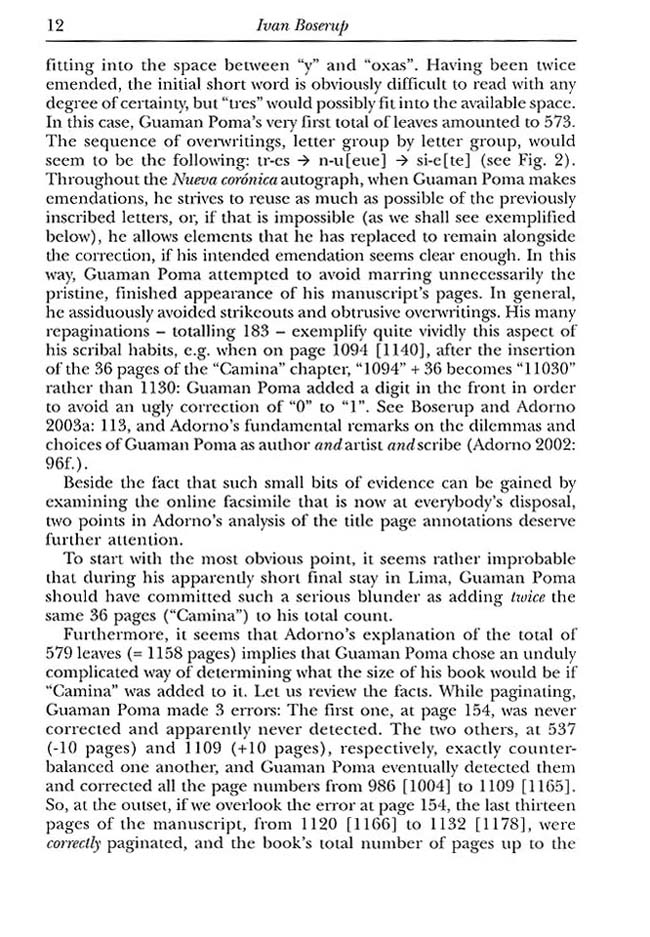 12 Ivan Boserup
fitting into the space between “y” and “oxas”. Having been twice
emended, the initial short word is obviously difficult to read with any
degree of certainty, but “tres” would possibly fit into the available space.
In this case, Guaman Poma’s very first total of leaves amounted to 573.
The sequence of overwritings, letter group by letter group, would
seem to be the following: tr-es → n-u[eue] → si-e[te] (see Fig. 2).
Throughout the Nueva corónica autograph, when Guaman Poma makes
emendations, he strives to reuse as much as possible of the previously
inscribed letters, or, if that is impossible (as we shall see exemplified
below), he allows elements that he has replaced to remain alongside
the correction, if his intended emendation seems clear enough. In this
way, Guaman Poma attempted to avoid marring unnecessarily the
pristine, finished appearance of his manuscript’s pages. In general,
he assiduously avoided strikeouts and obtrusive overwritings. His many
repaginations – totalling 183 – exemplify quite vividly this aspect of
his scribal habits, e.g. when on page 1094 [1140], after the insertion
of the 36 pages of the “Camina” chapter, “1094” + 36 becomes “11030”
rather than 1130: Guaman Poma added a digit in the front in order
to avoid an ugly correction of “0” to “1”. See Boserup and Adorno
2003a: 113, and Adorno’s fundamental remarks on the dilemmas and
choices of Guaman Poma as author and artist and scribe (Adorno 2002:
96f.).
Beside the fact that such small bits of evidence can be gained by
examining the online facsimile that is now at everybody’s disposal,
two points in Adorno’s analysis of the title page annotations deserve
further attention.
To start with the most obvious point, it seems rather improbable
that during his apparently short final stay in Lima, Guaman Poma
should have committed such a serious blunder as adding twice the
same 36 pages (“Camina”) to his total count.
Furthermore, it seems that Adorno’s explanation of the total of
579 leaves (= 1158 pages) implies that Guaman Poma chose an unduly
complicated way of determining what the size of his book would be if
“Camina” was added to it. Let us review the facts. While paginating,
Guaman Poma made 3 errors: The first one, at page 154, was never
corrected and apparently never detected. The two others, at 537
(-10 pages) and 1109 (+10 pages), respectively, exactly counter-
balanced one another, and Guaman Poma eventually detected them
and corrected all the page numbers from 986 [1004] to 1109 [1165].
So, at the outset, if we overlook the error at page 154, the last thirteen
pages of the manuscript, from 1120 [1166] to 1132 [1178], were
correctly paginated, and the book’s total number of pages up to the